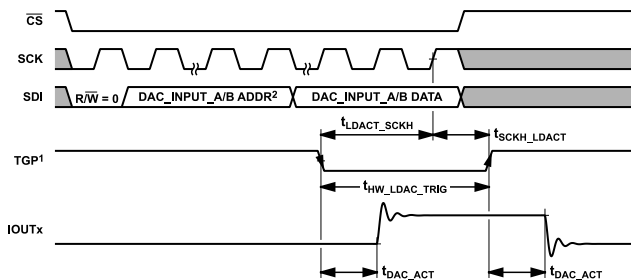 CS
SCK
SDI
R/W = 0
DAC_INPUT_A/B ADDR2
DAC_INPUT_A/B DATA
tLDACT_SCKH
tSCKH_LDACT
TGP1
tHW_LDAC_TRIG
IOUTx
tDAC_ACT
tDAC_ACT